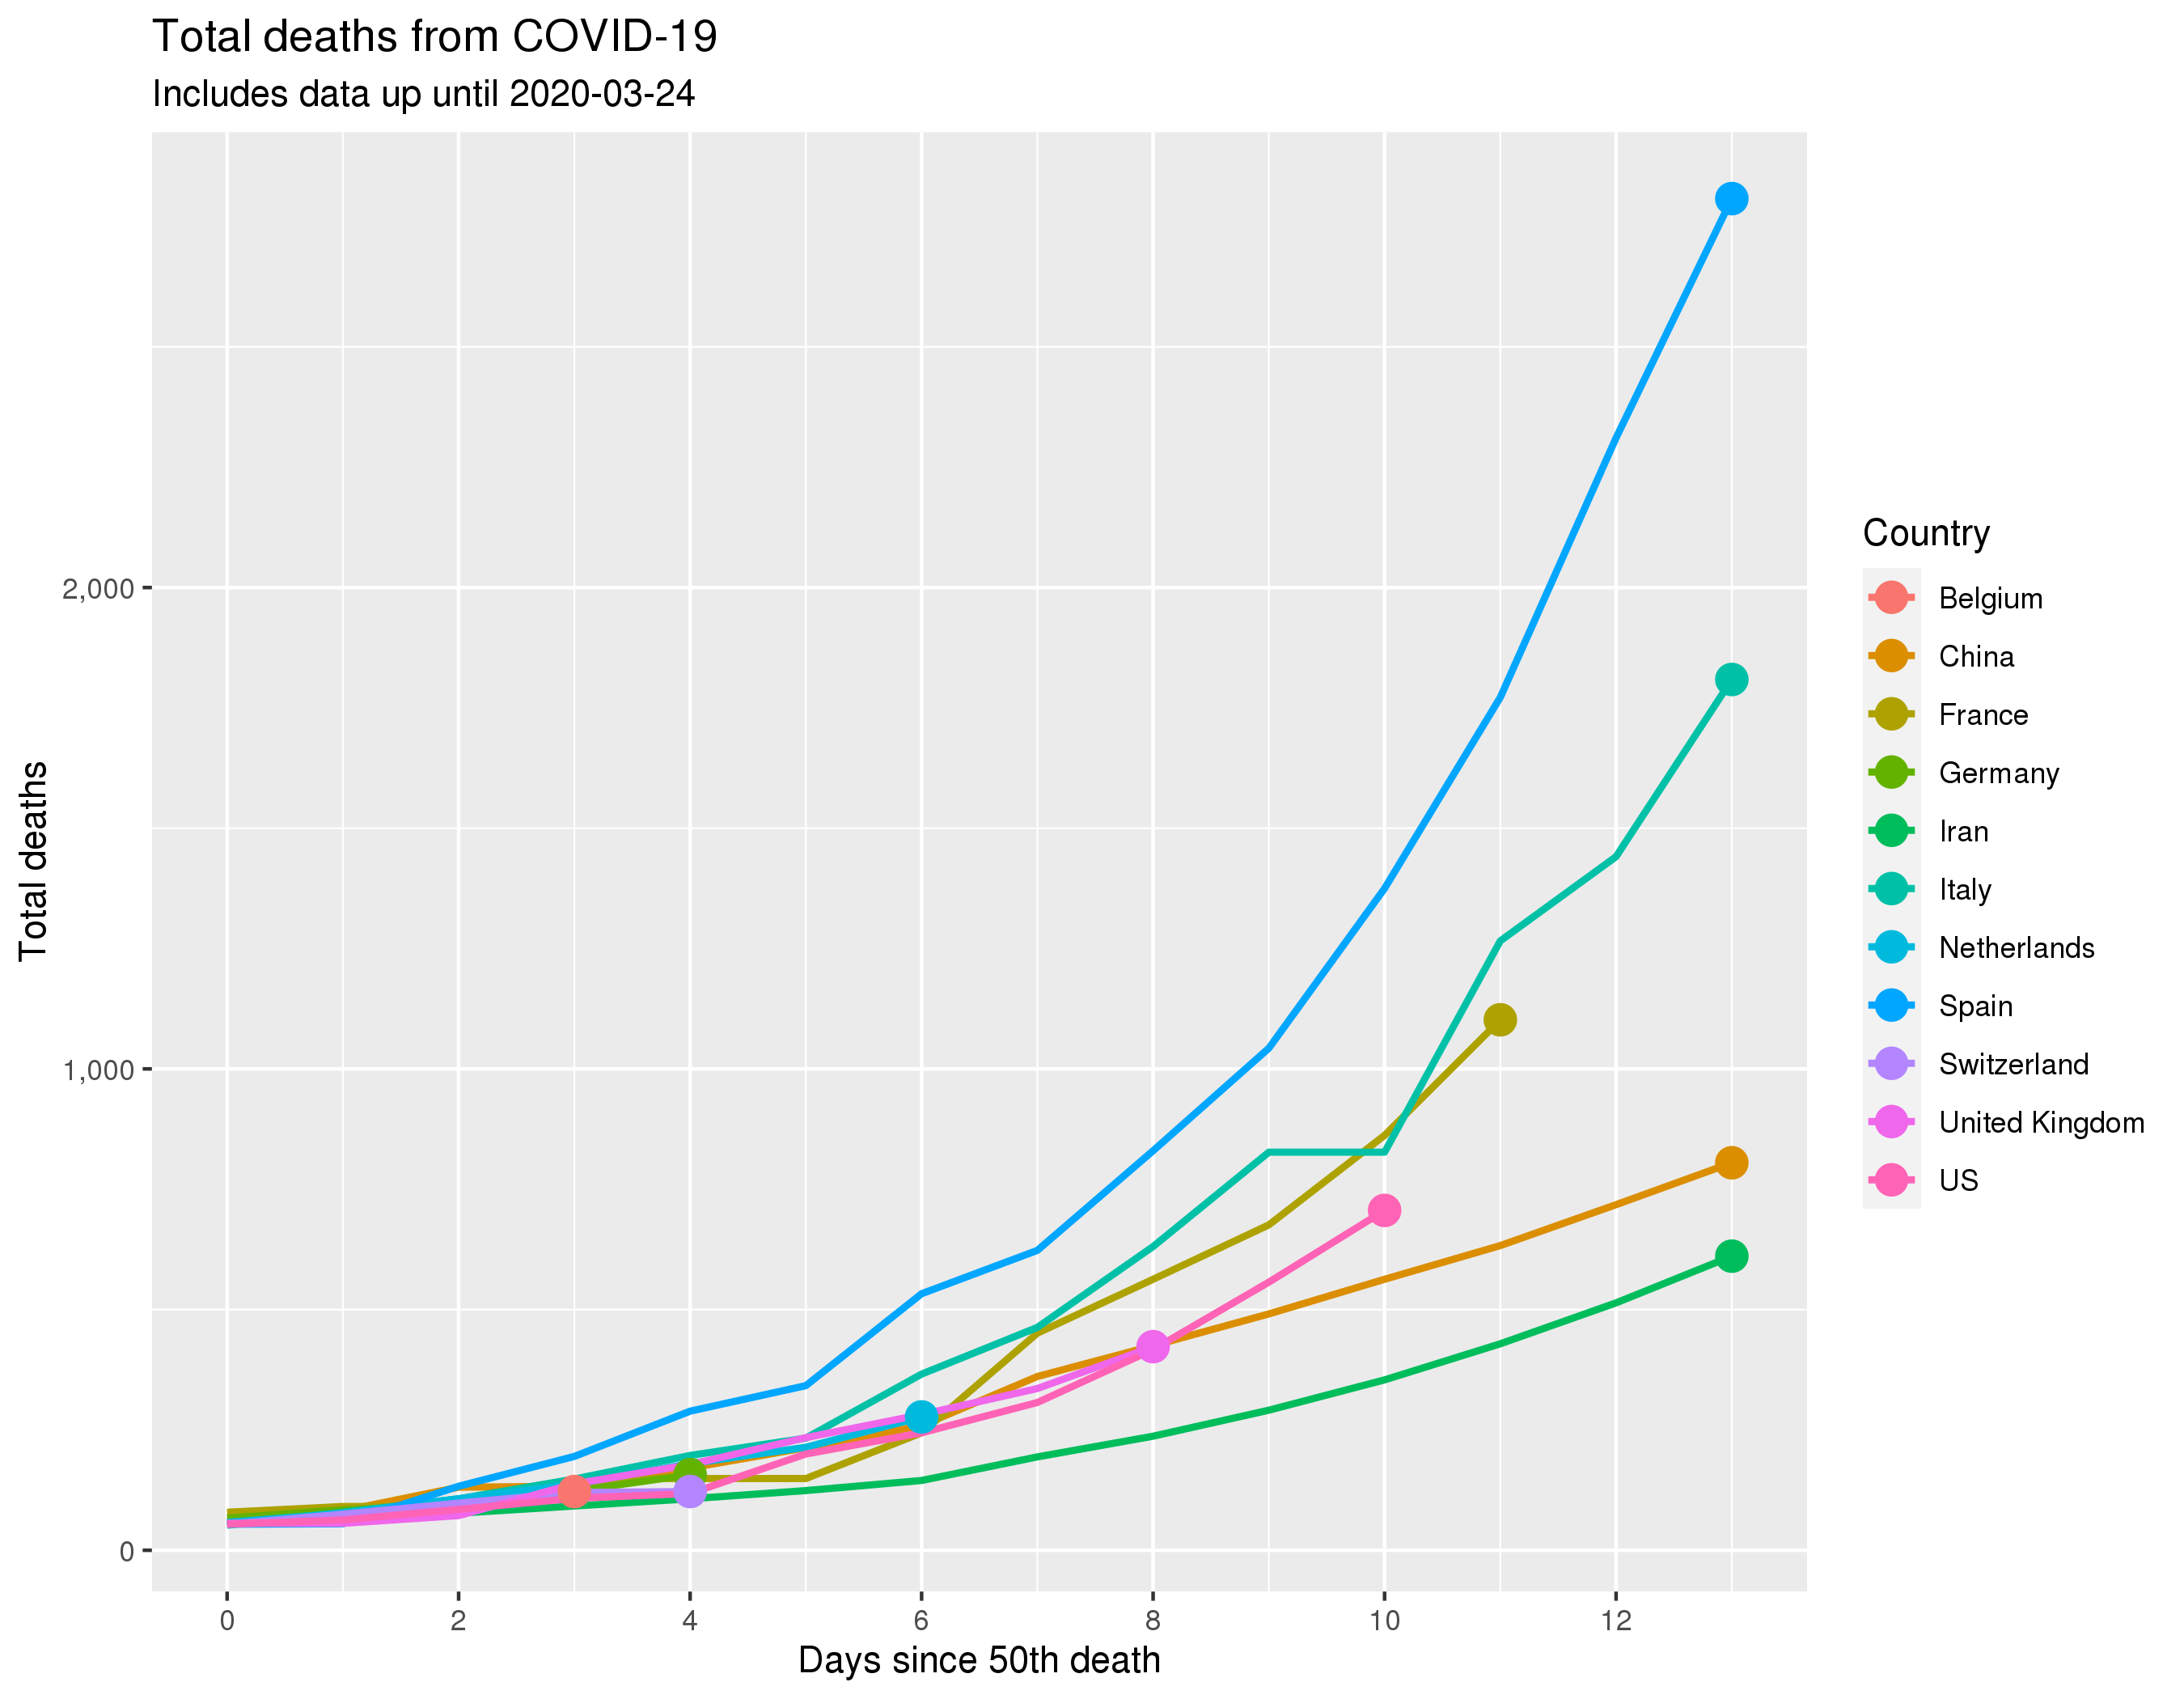 Total deaths from COVID-19
Includes data up until 2020-03-24
Total deaths
2,000
1,000
0
0 2 4 6 8 10 12
Days since 50th death
Country
Belgium
China
France
Germany
Iran
Italy
Netherlands
Spain
Switzerland
United Kingdom
US